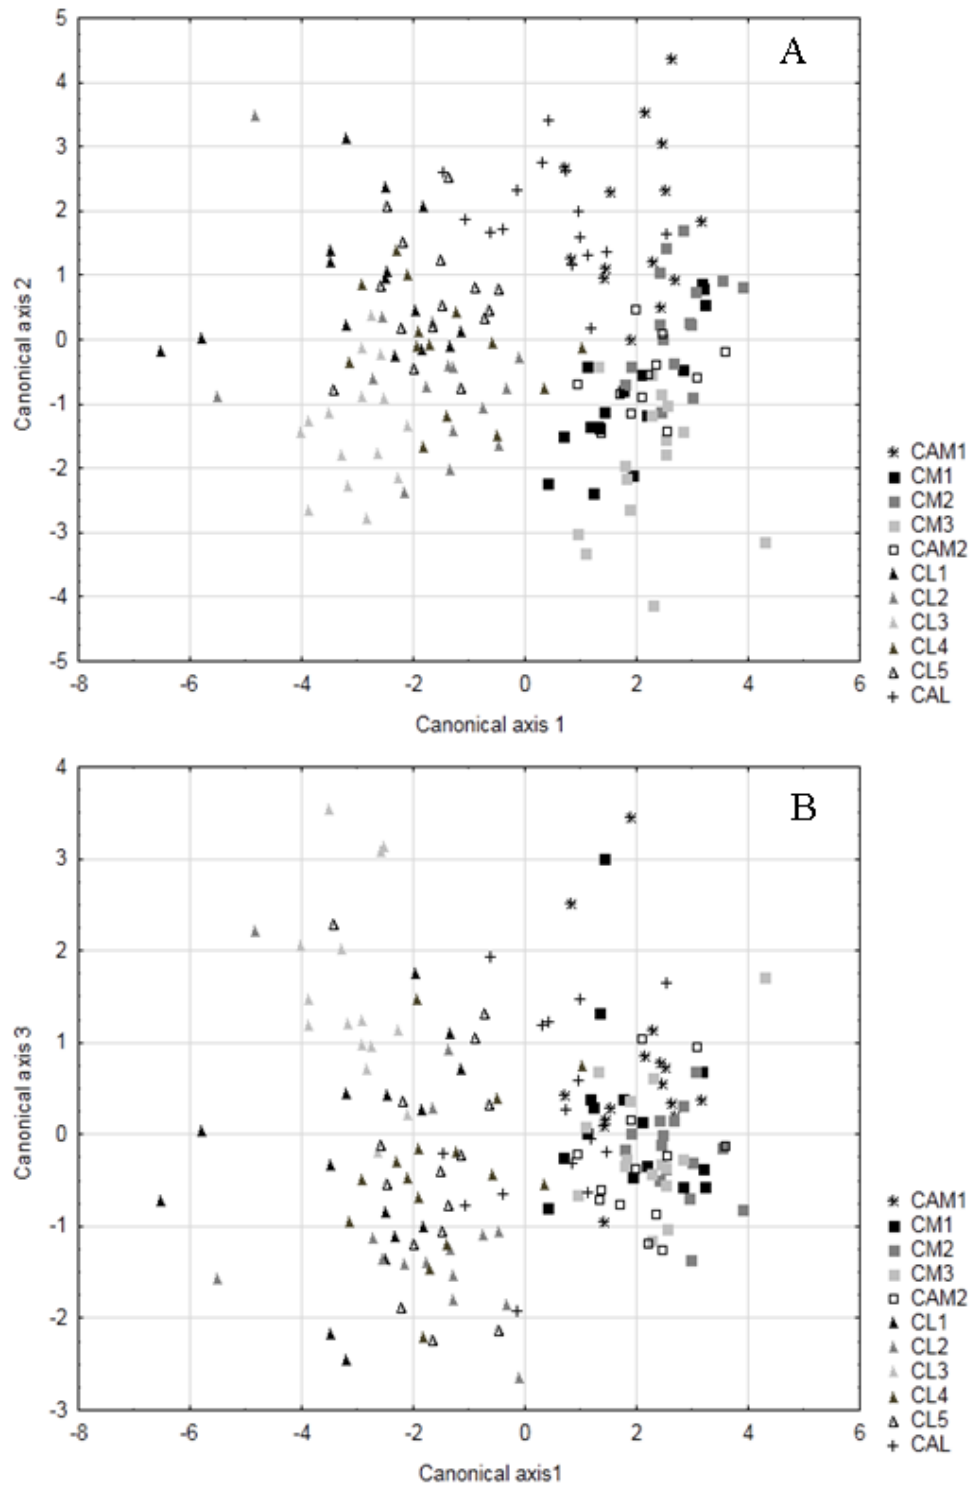 A
5
4
3
2
1
0
-1
-2
-3
-4
-5
Canonical axis 2
-8 -6 -4 -2 0 2 4 6
Canonical axis 1
CAM1
CM1
CM2
CM3
CAM2
CL1
CL2
CL3
CL4
CL5
CAL
B
4
3
2
1
0
-1
-2
-3
Canonical axis 3
-8 -6 -4 -2 0 2 4 6
Canonical axis1
CAM1
CM1
CM2
CM3
CAM2
CL1
CL2
CL3
CL4
CL5
CAL